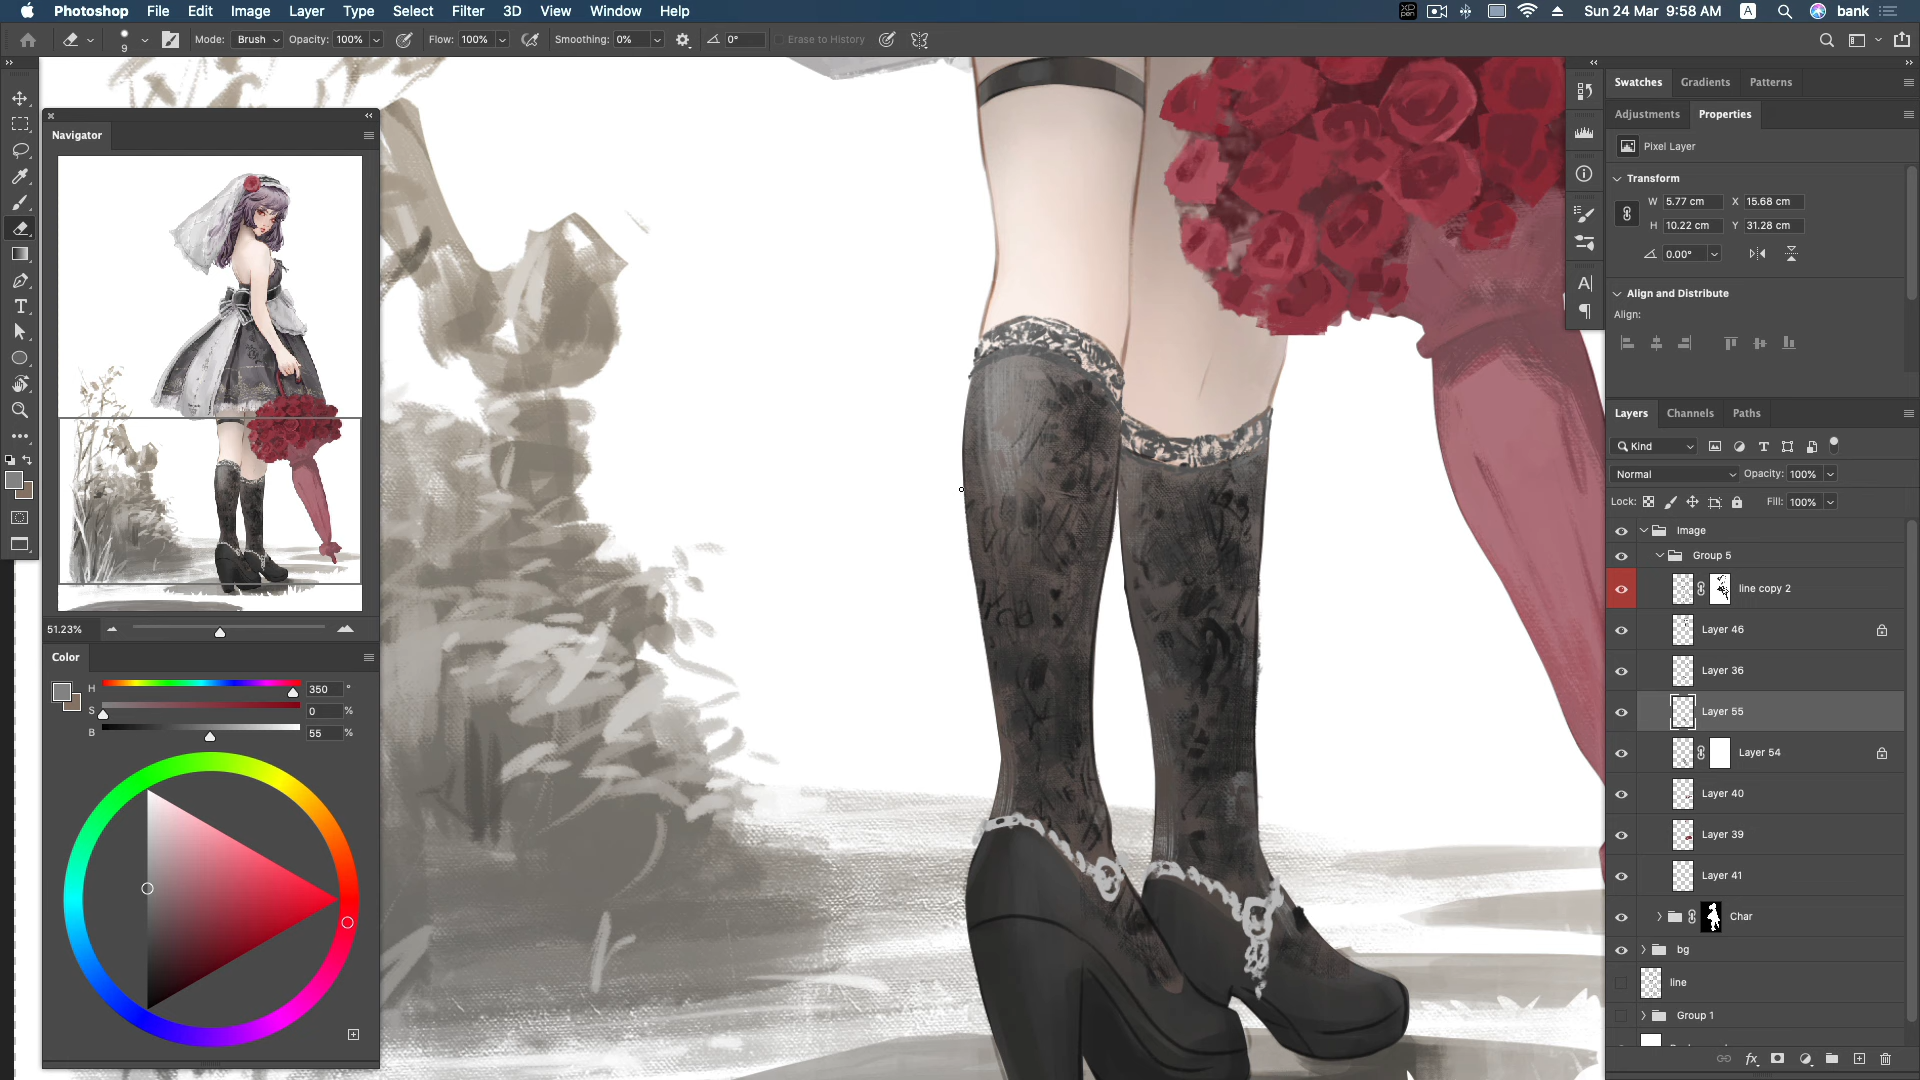 Photoshop File Edit Image Layer Type Select Filter 3D View Window Help Sun 24 Mar 9:58 AM A bank
9 Mode: Brush Opacity: 100% Flow: 100% Smoothing: 0% 0° Erase to History
Navigator
51.23%
Color
H 350 °
S 0 %
B 55 %
Swatches Gradients Patterns
Adjustments Properties
Pixel Layer
Transform
W 5.77 cm X 15.68 cm
H 10.22 cm Y 31.28 cm
0.00°
Align and Distribute
Align:
Layers Channels Paths
Kind
Normal Opacity: 100%
Lock: Fill: 100%
Image
Group 5
line copy 2
Layer 46
Layer 36
Layer 55
Layer 54
Layer 40
Layer 39
Layer 41
Char
bg
line
Group 1